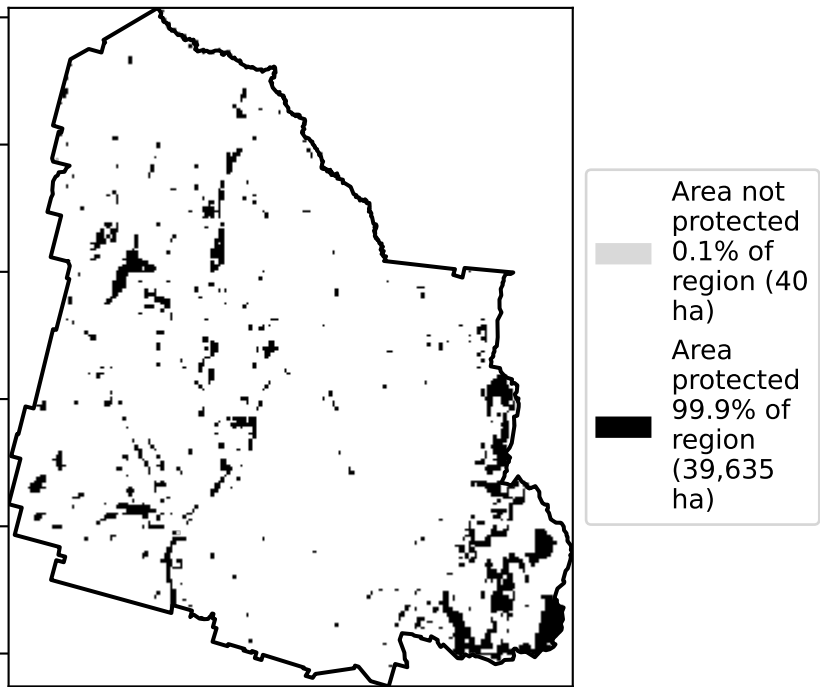 Area not
protected
0.1% of
region (40
ha)
Area
protected
99.9% of
region
(39,635
ha)